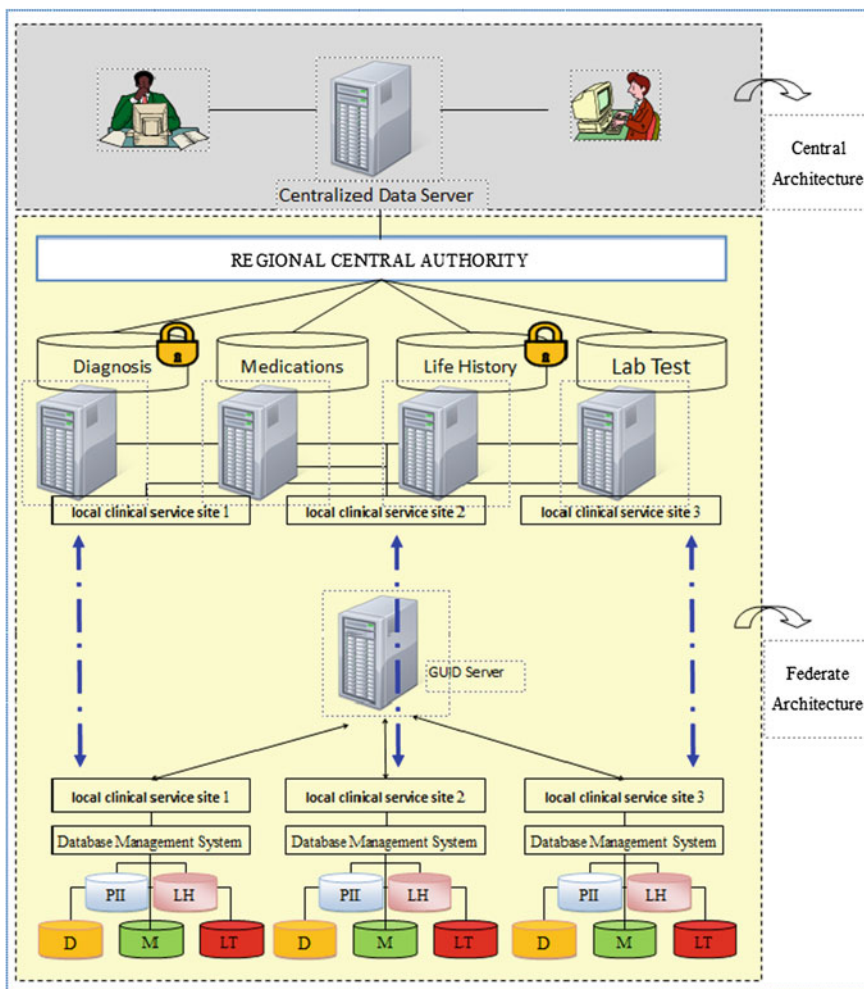 Centralized Data Server
Central
Architecture
REGIONAL CENTRAL AUTHORITY
Diagnosis
Medications
Life History
Lab Test
local clinical service site 1
local clinical service site 2
local clinical service site 3
GUID Server
Federate
Architecture
local clinical service site 1
local clinical service site 2
local clinical service site 3
Database Management System
Database Management System
Database Management System
PII
LH
PII
LH
PII
LH
D
M
LT
D
M
LT
D
M
LT